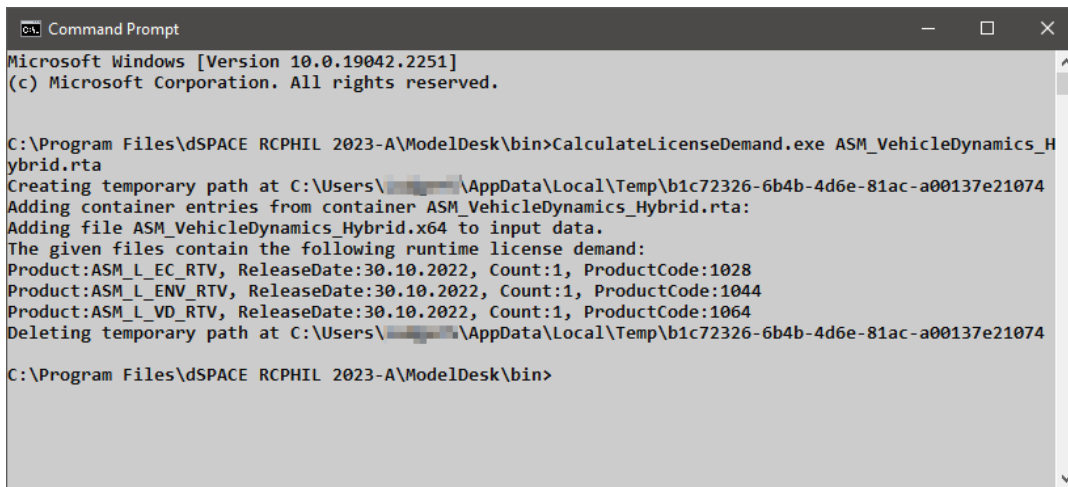 Command Prompt
Microsoft Windows [Version 10.0.19042.2251]
(c) Microsoft Corporation. All rights reserved.
C:\Program Files\dSPACE RCPHIL 2023-A\ModelDesk\bin>CalculateLicenseDemand.exe ASM_VehicleDynamics_H
ybrid.rta
Creating temporary path at C:\Users\ \AppData\Local\Temp\b1c72326-6b4b-4d6e-81ac-a00137e21074
Adding container entries from container ASM_VehicleDynamics_Hybrid.rta:
Adding file ASM_VehicleDynamics_Hybrid.x64 to input data.
The given files contain the following runtime license demand:
Product:ASM_L_EC_RTV, ReleaseDate:30.10.2022, Count:1, ProductCode:1028
Product:ASM_L_ENV_RTV, ReleaseDate:30.10.2022, Count:1, ProductCode:1044
Product:ASM_L_VD_RTV, ReleaseDate:30.10.2022, Count:1, ProductCode:1064
Deleting temporary path at C:\Users\ \AppData\Local\Temp\b1c72326-6b4b-4d6e-81ac-a00137e21074
C:\Program Files\dSPACE RCPHIL 2023-A\ModelDesk\bin>